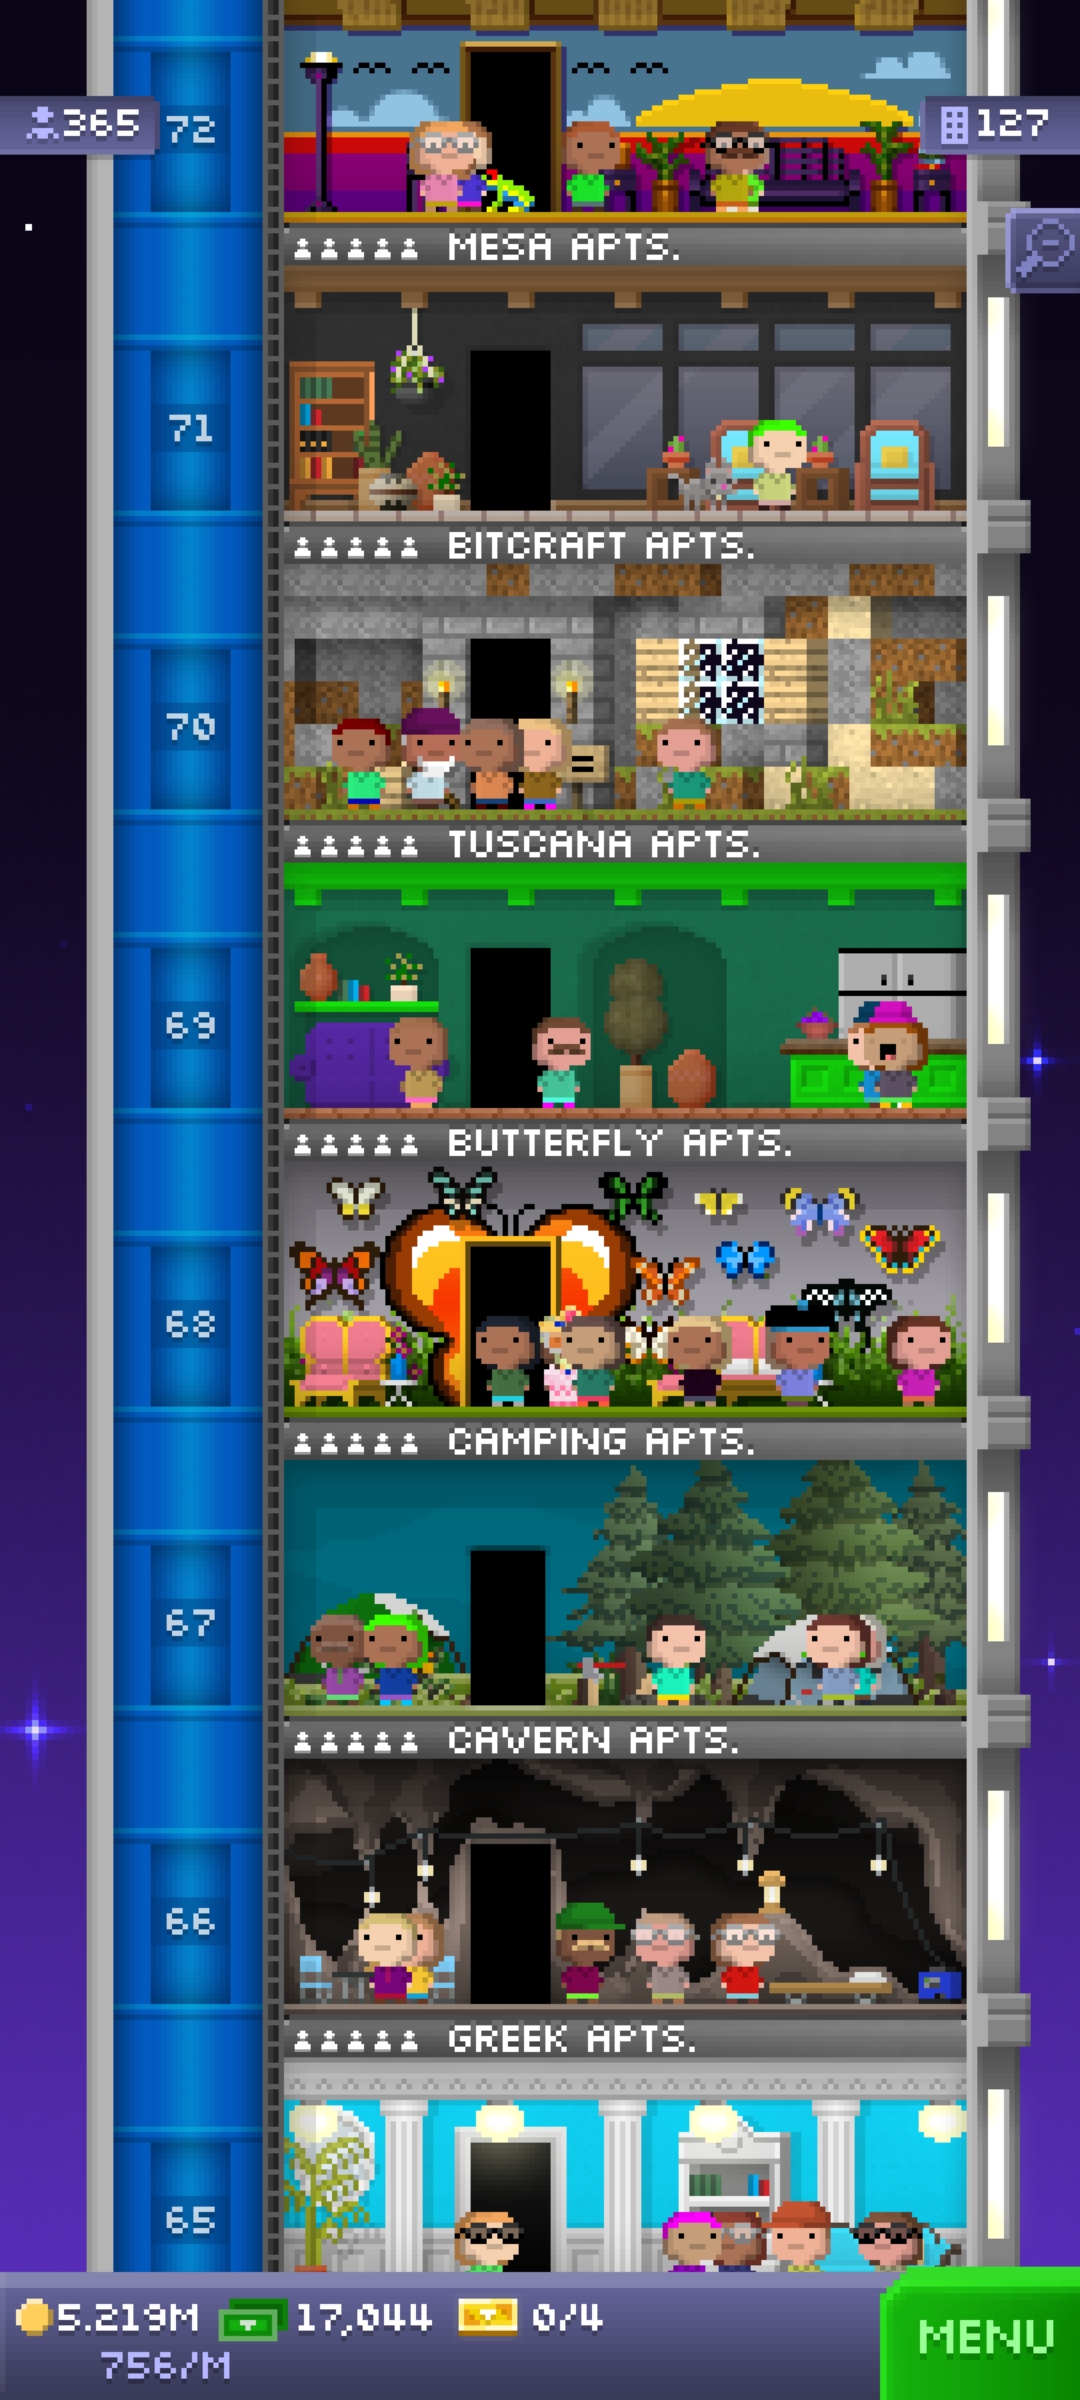 365
72
127
MESA APTS.
71
BITCRAFT APTS.
70
TUSCANA APTS.
69
BUTTERFLY APTS.
68
CAMPING APTS.
67
CAVERN APTS.
66
GREEK APTS.
65
5.219M 17,044 0/4
756/M
MENU